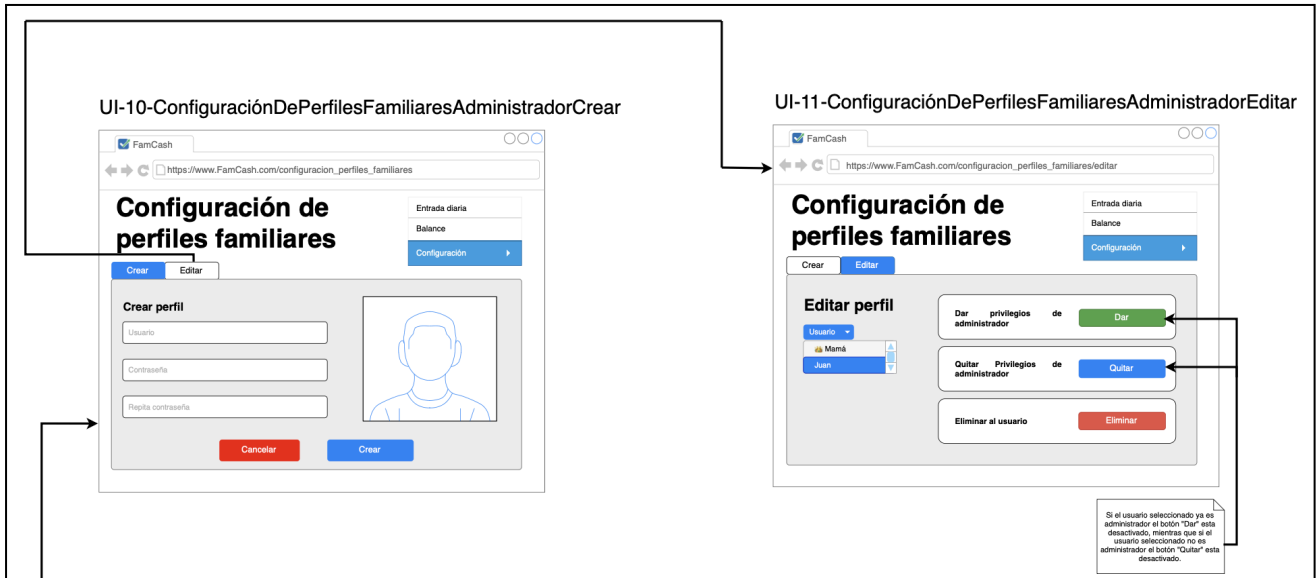 UI-10-ConfiguraciónDePerfilesFamiliaresAdministradorCrear
FamCash
https://www.FamCash.com/configuracion_perfiles_familiares
Configuración de
perfiles familiares
Entrada diaria
Balance
Configuración
Crear
Editar
Crear perfil
Usuario
Contraseña
Repita contraseña
Cancelar
Crear
UI-11-ConfiguraciónDePerfilesFamiliaresAdministradorEditar
FamCash
https://www.FamCash.com/configuracion_perfiles_familiares/editar
Configuración de
perfiles familiares
Entrada diaria
Balance
Configuración
Crear
Editar
Editar perfil
Usuario
Mamá
Juan
Dar privilegios de
administrador
Dar
Quitar Privilegios de
administrador
Quitar
Eliminar al usuario
Eliminar
Si el usuario seleccionado ya es
administrador el botón "Dar" esta
desactivado, mientras que si el
usuario seleccionado no es
administrador el botón "Quitar" esta
desactivado.